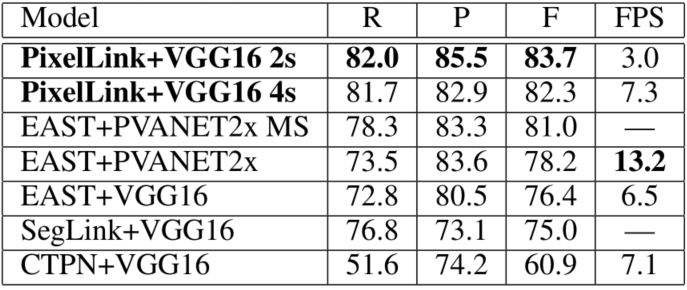 Model R P F FPS
PixelLink+VGG16 2s 82.0 85.5 83.7 3.0
PixelLink+VGG16 4s 81.7 82.9 82.3 7.3
EAST+PVANET2x MS 78.3 83.3 81.0 —
EAST+PVANET2x 73.5 83.6 78.2 13.2
EAST+VGG16 72.8 80.5 76.4 6.5
SegLink+VGG16 76.8 73.1 75.0 —
CTPN+VGG16 51.6 74.2 60.9 7.1